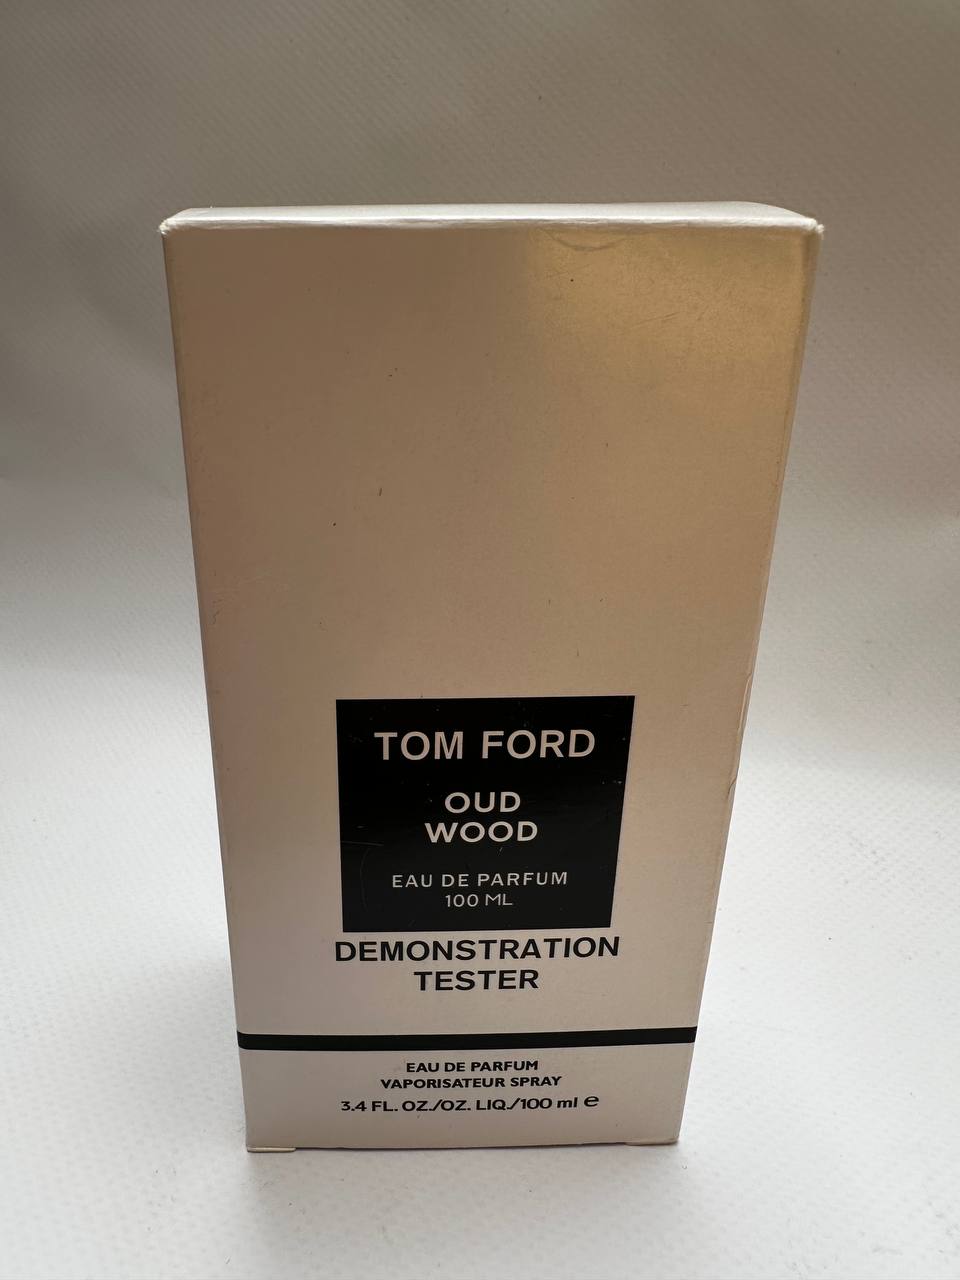 TOM FORD
OUD
WOOD
EAU DE PARFUM
100 ML
DEMONSTRATION
TESTER
EAU DE PARFUM
VAPORISATEUR SPRAY
3.4 FL. OZ./OZ. LIQ./100 ml e